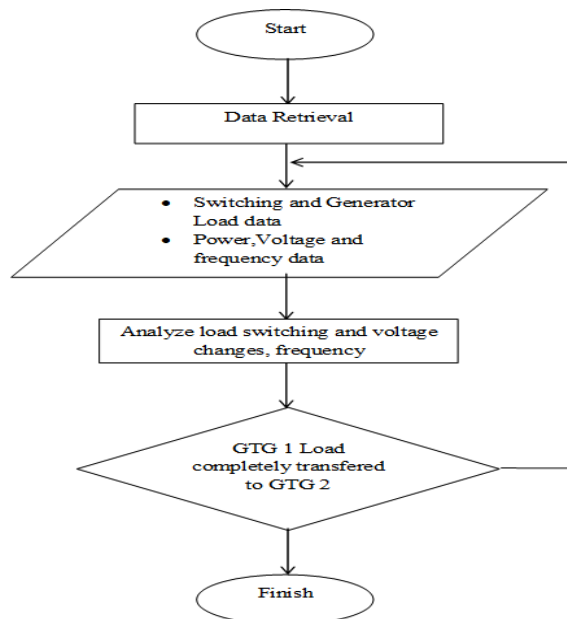 Start
Data Retrieval
• Switching and Generator
Load data
• Power,Voltage and
frequency data
Analyze load switching and voltage
changes, frequency
GTG 1 Load
completely transfered
to GTG 2
Finish